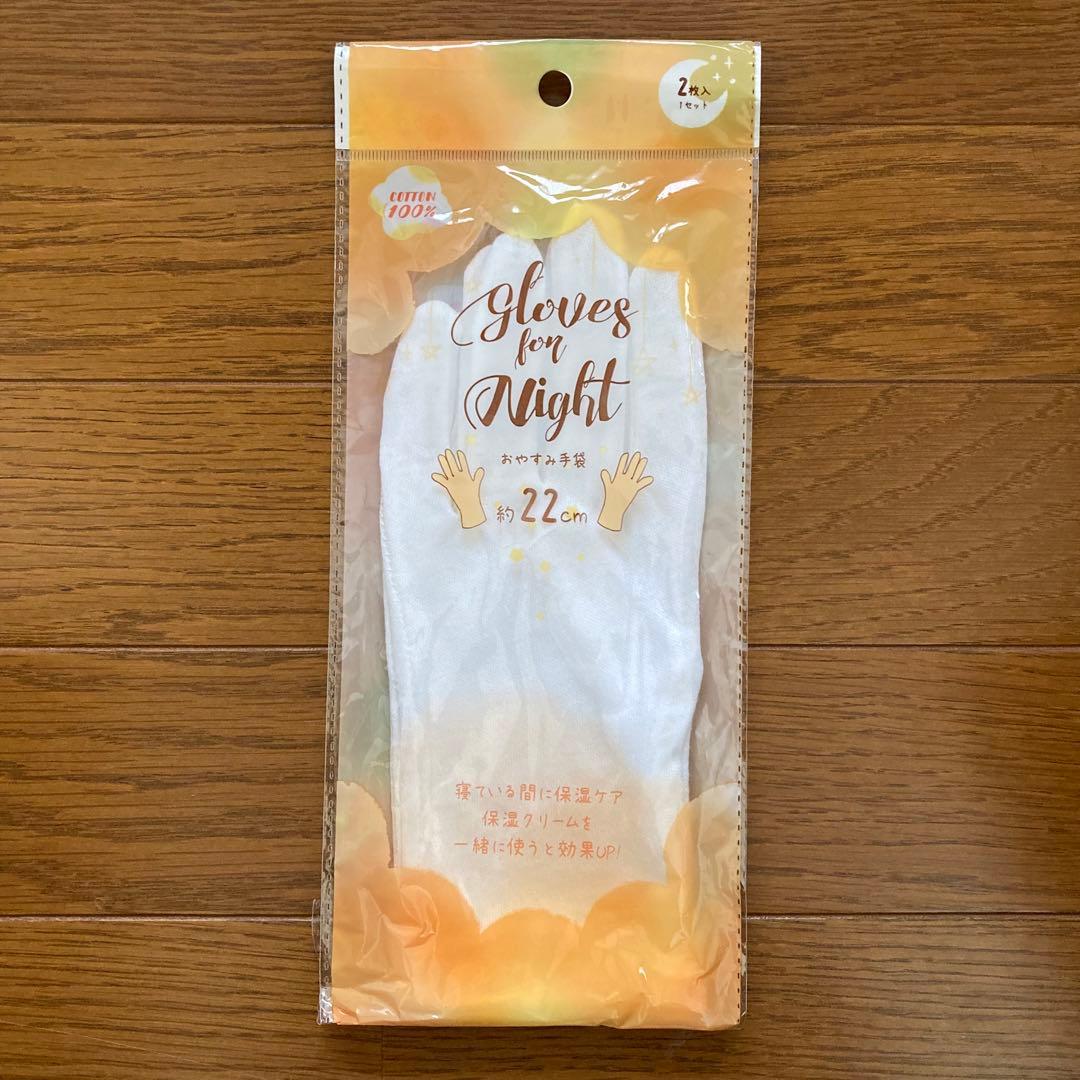 2枚入
1セット
COTTON
100%
Gloves
for
Night
おやすみ手袋
約22cm
寝ている間に保湿ケア
保湿クリームを
一緒に使うと効果UP!